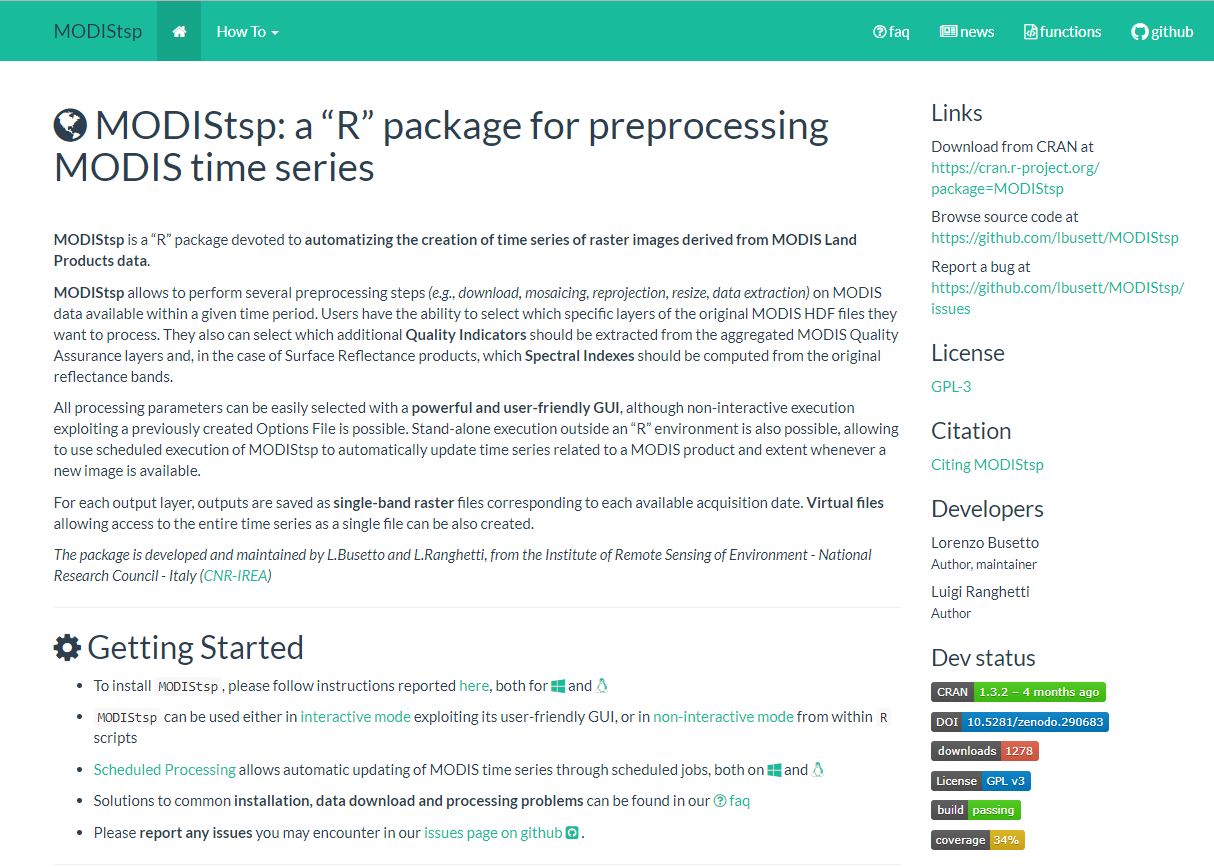 MODIStsp How To faq news functions github
MODIStsp: a “R” package for preprocessing
MODIS time series
MODIStsp is a “R” package devoted to automatizing the creation of time series of raster images derived from MODIS Land
Products data.
MODIStsp allows to perform several preprocessing steps (e.g., download, mosaicing, reprojection, resize, data extraction) on MODIS
data available within a given time period. Users have the ability to select which specific layers of the original MODIS HDF files they
want to process. They also can select which additional Quality Indicators should be extracted from the aggregated MODIS Quality
Assurance layers and, in the case of Surface Reflectance products, which Spectral Indexes should be computed from the original
reflectance bands.
All processing parameters can be easily selected with a powerful and user-friendly GUI, although non-interactive execution
exploiting a previously created Options File is possible. Stand-alone execution outside an “R” environment is also possible, allowing
to use scheduled execution of MODIStsp to automatically update time series related to a MODIS product and extent whenever a
new image is available.
For each output layer, outputs are saved as single-band raster files corresponding to each available acquisition date. Virtual files
allowing access to the entire time series as a single file can be also created.
The package is developed and maintained by L.Busetto and L.Ranghetti, from the Institute of Remote Sensing of Environment - National
Research Council - Italy (CNR-IREA)
Getting Started
• To install MODIStsp, please follow instructions reported here, both for and
• MODIStsp can be used either in interactive mode exploiting its user-friendly GUI, or in non-interactive mode from within R
scripts
• Scheduled Processing allows automatic updating of MODIS time series through scheduled jobs, both on and
• Solutions to common installation, data download and processing problems can be found in our faq
• Please report any issues you may encounter in our issues page on github .
Links
Download from CRAN at
https://cran.r-project.org/
package=MODIStsp
Browse source code at
https://github.com/lbusett/MODIStsp
Report a bug at
https://github.com/lbusett/MODIStsp/
issues
License
GPL-3
Citation
Citing MODIStsp
Developers
Lorenzo Busetto
Author, maintainer
Luigi Ranghetti
Author
Dev status
CRAN 1.3.2 – 4 months ago
DOI 10.5281/zenodo.290683
downloads 1278
License GPL v3
build passing
coverage 34%